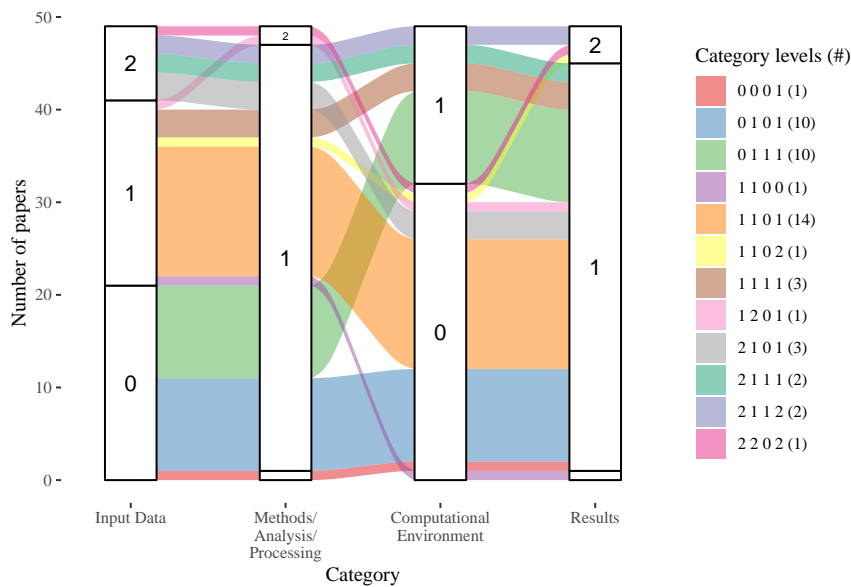 50
40
30
20
10
0
Number of papers
2
1
0
2
1
1
0
2
1
Input Data
Methods/
Analysis/
Processing
Computational
Environment
Results
Category
Category levels (#)
0 0 0 1 (1)
0 1 0 1 (10)
0 1 1 1 (10)
1 1 0 0 (1)
1 1 0 1 (14)
1 1 0 2 (1)
1 1 1 1 (3)
1 2 0 1 (1)
2 1 0 1 (3)
2 1 1 1 (2)
2 1 1 2 (2)
2 2 0 2 (1)